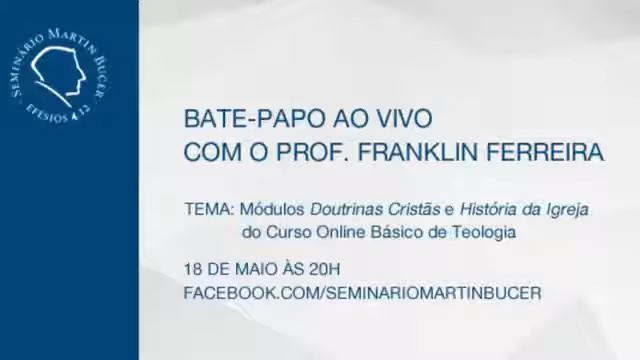 SEMINÁRIO MARTIN BUCER
EFÉSIOS 4.12
BATE-PAPO AO VIVO
COM O PROF. FRANKLIN FERREIRA
TEMA: Módulos Doutrinas Cristãs e História da Igreja
do Curso Online Básico de Teologia
18 DE MAIO ÀS 20H
FACEBOOK.COM/SEMINARIOMARTINBUCER